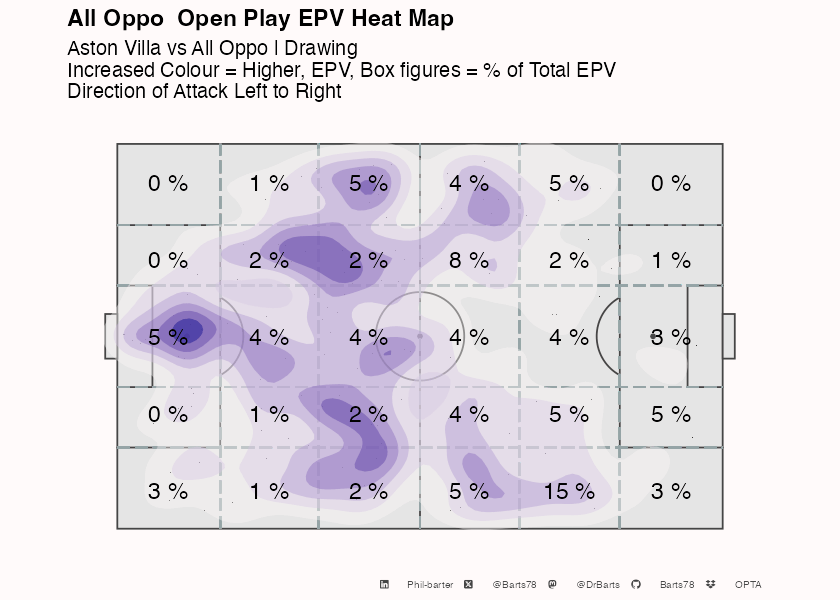 All Oppo  Open Play EPV Heat Map
Aston Villa vs All Oppo | Drawing
Increased Colour = Higher, EPV, Box figures = % of Total EPV
Direction of Attack Left to Right
0 % 1 % 5 % 4 % 5 % 0 %
0 % 2 % 2 % 8 % 2 % 1 %
5 % 4 % 4 % 4 % 4 % 3 %
0 % 1 % 2 % 4 % 5 % 5 %
3 % 1 % 2 % 5 % 15 % 3 %
Phil-barter @Barts78 @DrBarts Barts78 OPTA